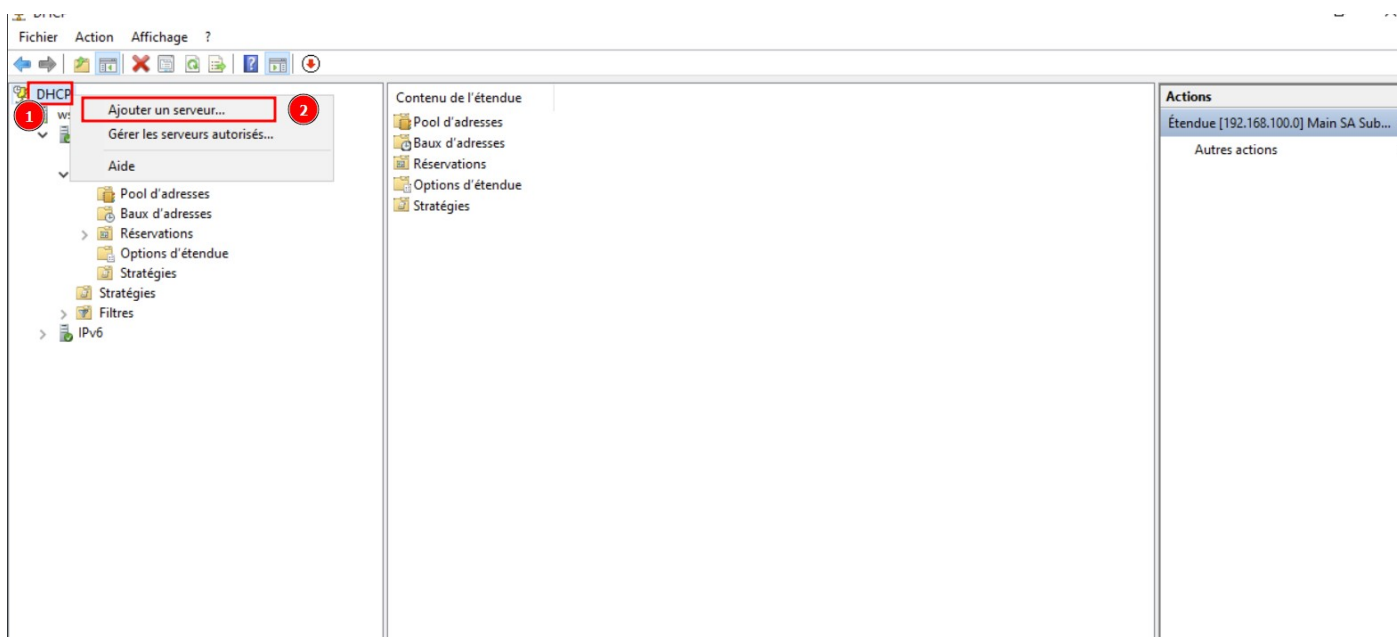 DHCP
Fichier Action Affichage ?
DHCP
1
Ajouter un serveur...
2
Gérer les serveurs autorisés...
Aide
Pool d'adresses
Baux d'adresses
Réservations
Options d'étendue
Stratégies
Stratégies
Filtres
IPv6
Contenu de l'étendue
Pool d'adresses
Baux d'adresses
Réservations
Options d'étendue
Stratégies
Actions
Étendue [192.168.100.0] Main SA Sub...
Autres actions